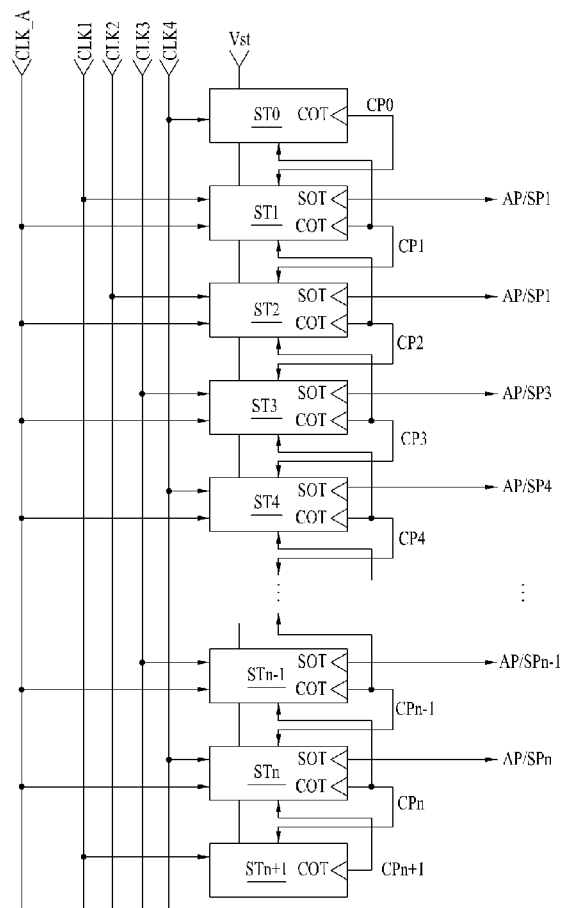 CLK_A CLK1 CLK2 CLK3 CLK4 Vst
ST0 COT CP0
ST1 SOT AP/SP1
COT CP1
ST2 SOT AP/SP1
COT CP2
ST3 SOT AP/SP3
COT CP3
ST4 SOT AP/SP4
COT CP4
STn-1 SOT AP/SPn-1
COT CPn-1
STn SOT AP/SPn
COT CPn
STn+1 COT CPn+1